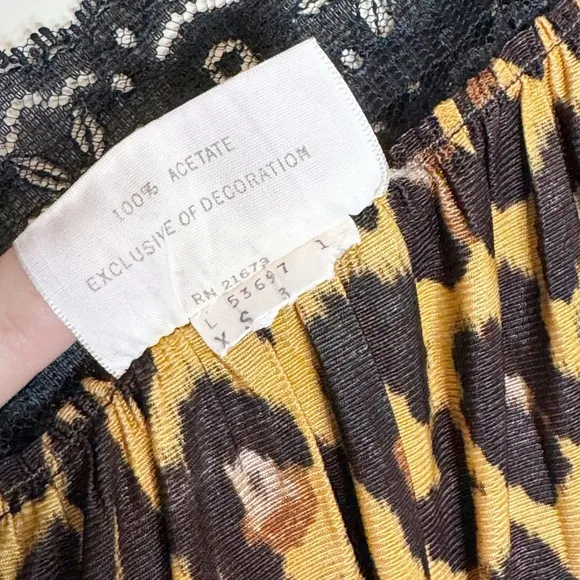 100% ACETATE
EXCLUSIVE OF DECORATION
RN 21673
L 53697 1
X S 3